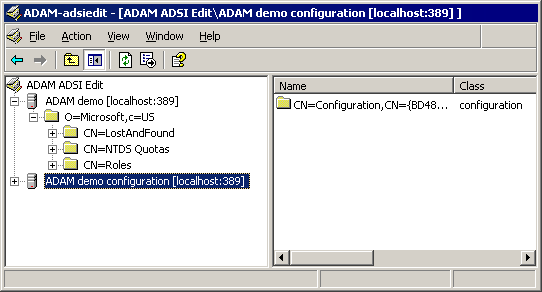 ADAM-adsiedit - [ADAM ADSI Edit\ADAM demo configuration [localhost:389] ]
File Action View Window Help
ADAM ADSI Edit
ADAM demo [localhost:389]
O=Microsoft,c=US
CN=LostAndFound
CN=NTDS Quotas
CN=Roles
ADAM demo configuration [localhost:389]
Name Class
CN=Configuration,CN={BD48... configuration